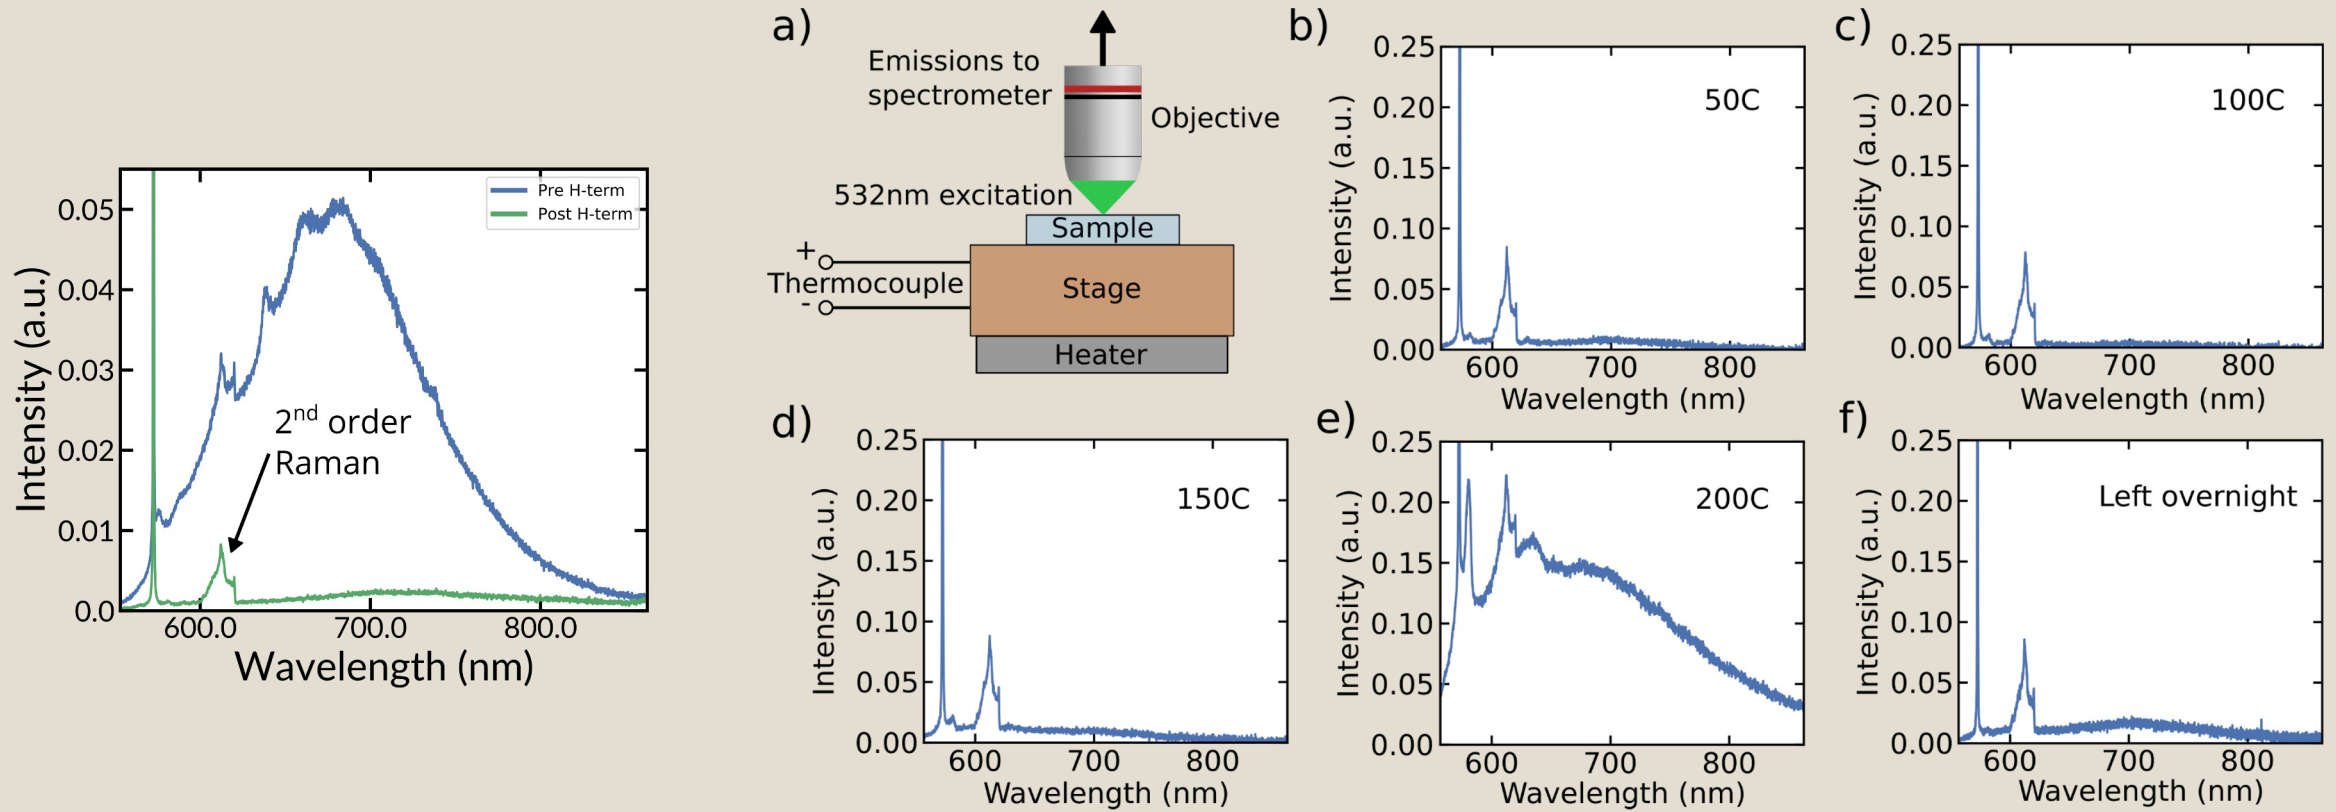 Intensity (a.u.)
0.05
0.04
0.03
0.02
0.01
0.0
600.0
700.0
800.0
Wavelength (nm)
Pre H-term
Post H-term
2nd order
Raman
a)
Emissions to
spectrometer
Objective
532nm excitation
Sample
+
Thermocouple
-
Stage
Heater
b)
Intensity (a.u.)
0.25
0.20
0.15
0.10
0.05
0.00
50C
600
700
800
Wavelength (nm)
c)
Intensity (a.u.)
0.25
0.20
0.15
0.10
0.05
0.00
100C
600
700
800
Wavelength (nm)
d)
Intensity (a.u.)
0.25
0.20
0.15
0.10
0.05
0.00
150C
600
700
800
Wavelength (nm)
e)
Intensity (a.u.)
0.25
0.20
0.15
0.10
0.05
0.00
200C
600
700
800
Wavelength (nm)
f)
Intensity (a.u.)
0.25
0.20
0.15
0.10
0.05
0.00
Left overnight
600
700
800
Wavelength (nm)